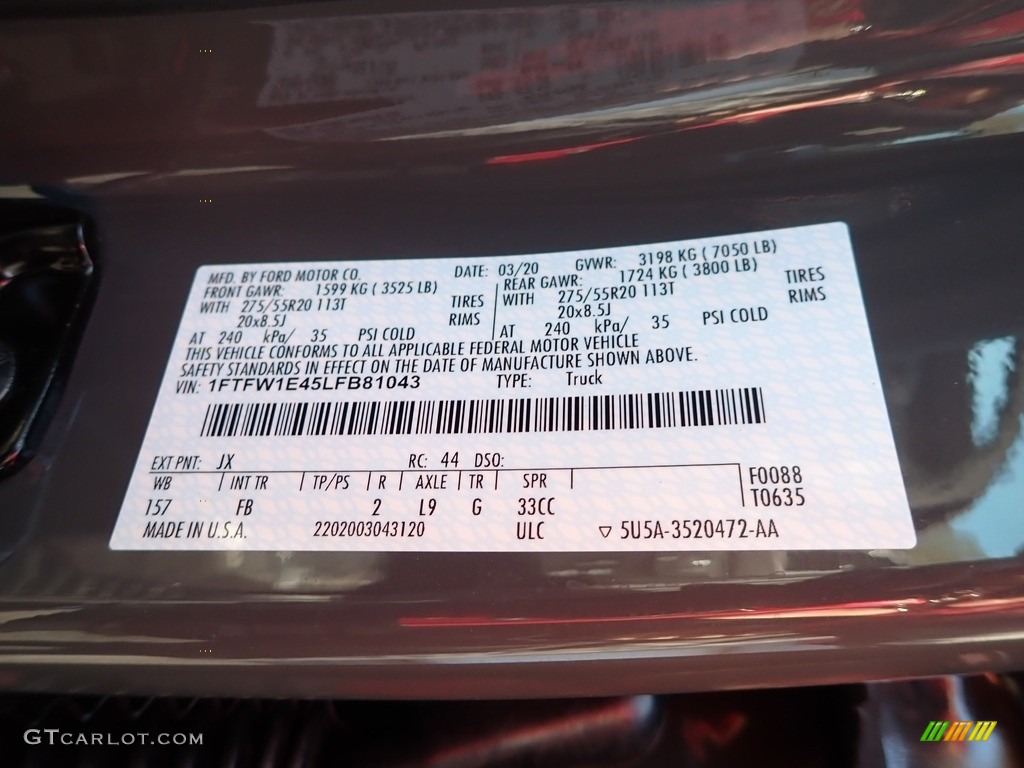 MFD. BY FORD MOTOR CO. DATE: 03/20 GVWR: 3198 KG ( 7050 LB)
FRONT GAWR: 1599 KG ( 3525 LB) REAR GAWR: 1724 KG ( 3800 LB)
WITH 275/55R20 113T TIRES WITH 275/55R20 113T TIRES
20x8.5J RIMS 20x8.5J RIMS
AT 240 kPa/ 35 PSI COLD AT 240 kPa/ 35 PSI COLD
THIS VEHICLE CONFORMS TO ALL APPLICABLE FEDERAL MOTOR VEHICLE
SAFETY STANDARDS IN EFFECT ON THE DATE OF MANUFACTURE SHOWN ABOVE.
VIN: 1FTFW1E45LFB81043 TYPE: Truck
EXT PNT: JX RC: 44 DSO:
WB INT TR TP/PS R AXLE TR SPR F0088
157 FB 2 L9 G 33CC T0635
MADE IN U.S.A. 2202003043120 ULC ▽ 5U5A-3520472-AA
GTCARLOT.COM